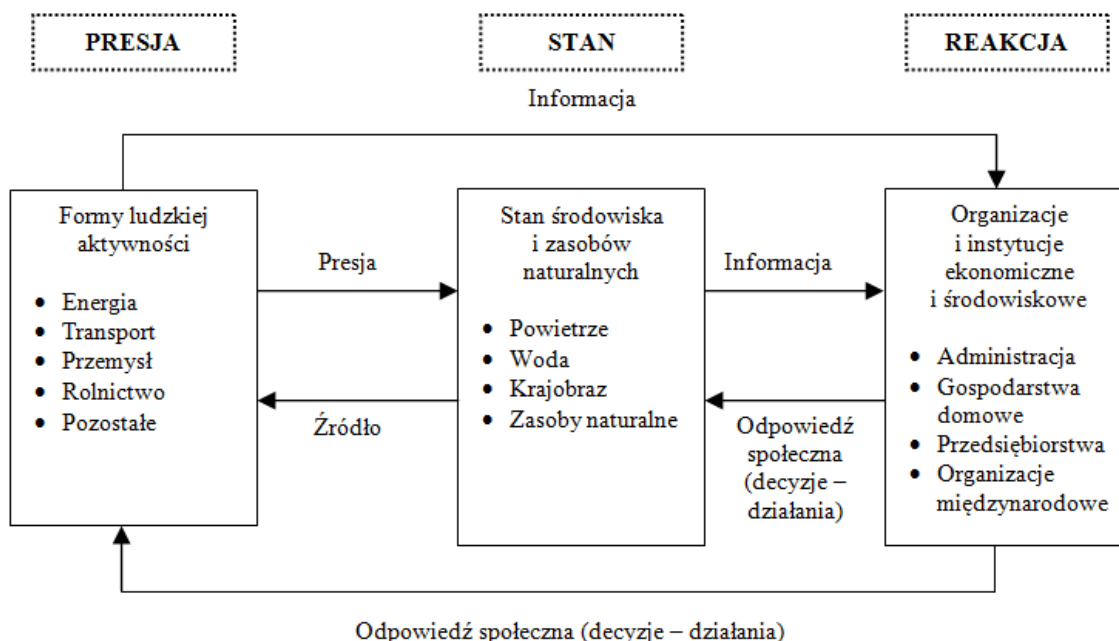 PRESJA
STAN
REAKCJA
Informacja
Formy ludzkiej
aktywności
• Energia
• Transport
• Przemysł
• Rolnictwo
• Pozostałe
Presja
Źródło
Stan środowiska
i zasobów
naturalnych
• Powietrze
• Woda
• Krajobraz
• Zasoby naturalne
Informacja
Odpowiedź
społeczna
(decyzje –
działania)
Organizacje
i instytucje
ekonomiczne
i środowiskowe
• Administracja
• Gospodarstwa
domowe
• Przedsiębiorstwa
• Organizacje
międzynarodowe
Odpowiedź społeczna (decyzje – działania)